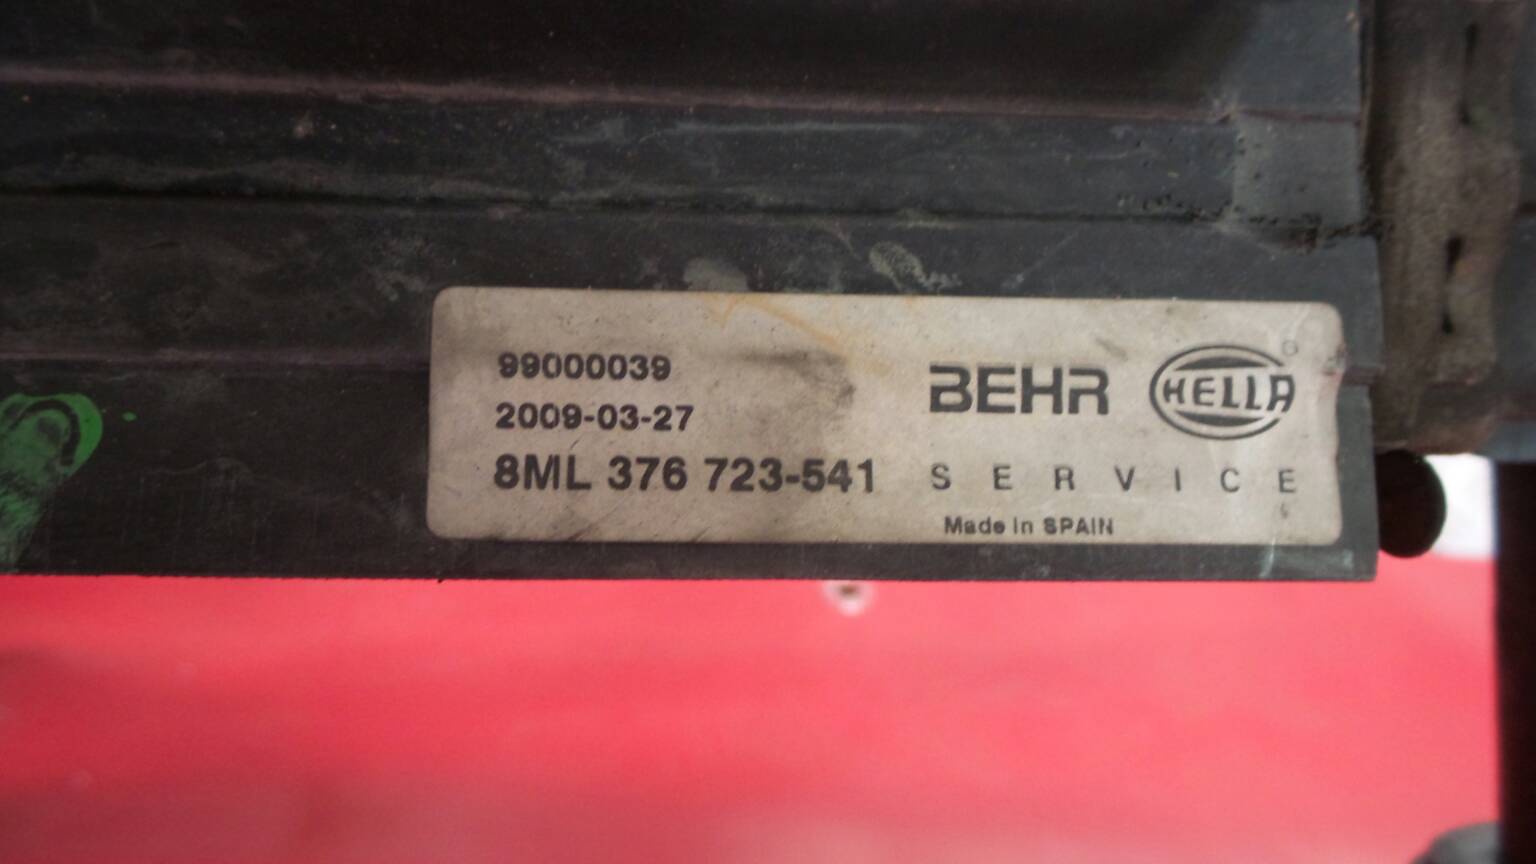 99000039
2009-03-27
8ML 376 723-541
BEHR HELLA ®
SERVICE
Made in SPAIN